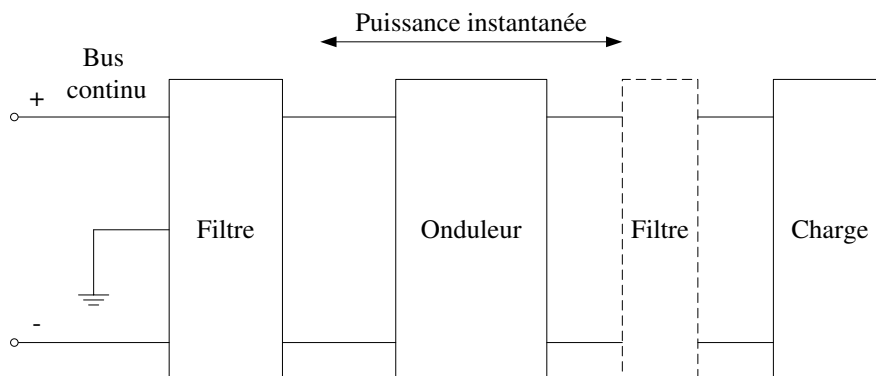 Puissance instantanée
Bus
continu
+
Filtre
Onduleur
Filtre
Charge
-